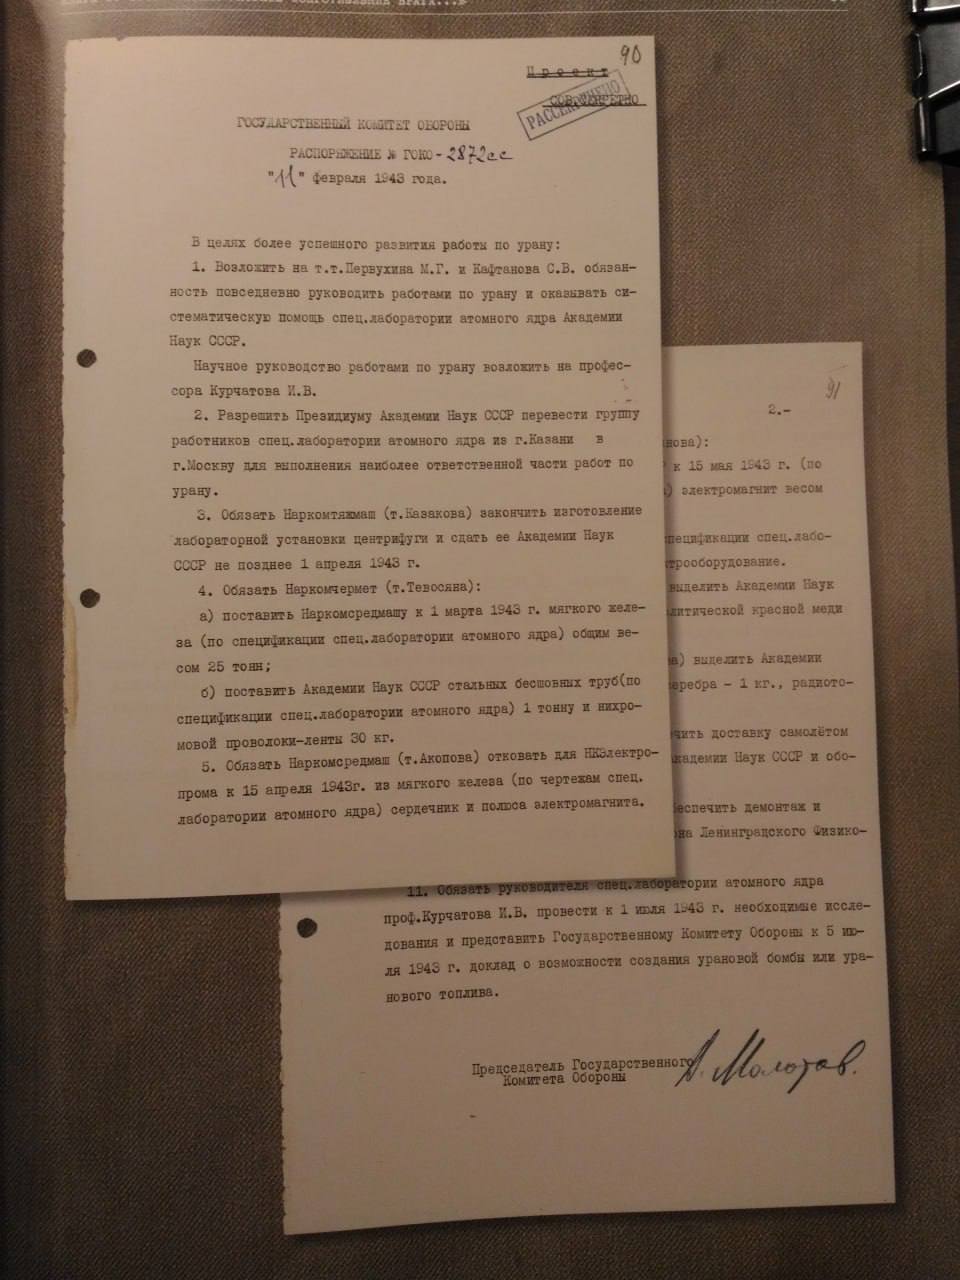 90
Проект
СОВ.СЕКРЕТНО
РАССЕКРЕЧЕНО
ГОСУДАРСТВЕННЫЙ КОМИТЕТ ОБОРОНЫ
РАСПОРЯЖЕНИЕ № ГОКО-2872сс
"11" февраля 1943 года.
В целях более успешного развития работы по урану:
1. Возложить на т.т.Первухина М.Г. и Кафтанова С.В. обязан-
ность повседневно руководить работами по урану и оказывать си-
стематическую помощь спец.лаборатории атомного ядра Академии
Наук СССР.
Научное руководство работами по урану возложить на профес-
сора Курчатова И.В.
2. Разрешить Президиуму Академии Наук СССР перевести группу
работников спец.лаборатории атомного ядра из г.Казани в
г.Москву для выполнения наиболее ответственной части работ по
урану.
3. Обязать Наркомтяжмаш (т.Казакова) закончить изготовление
лабораторной установки центрифуги и сдать ее Академии Наук
СССР не позднее 1 апреля 1943 г.
4. Обязать Наркомчермет (т.Тевосяна):
а) поставить Наркомсредмашу к 1 марта 1943 г. мягкого желе-
за (по спецификации спец.лаборатории атомного ядра) общим ве-
сом 25 тонн;
б) поставить Академии Наук СССР стальных бесшовных труб(по
спецификации спец.лаборатории атомного ядра) 1 тонну и нихро-
мовой проволоки-ленты 30 кг.
5. Обязать Наркомсредмаш (т.Акопова) отковать для НКЭлектро-
прома к 15 апреля 1943г. из мягкого железа (по чертежам спец.
лаборатории атомного ядра) сердечник и полюса электромагнита.
91
2.-
нова):
к 15 мая 1943 г. (по
) электромагнит весом
пецификации спец.лабо-
трооборудование.
выделить Академии Наук
литической красной меди
ва) выделить Академии
серебра - 1 кг., радиото-
чить доставку самолётом
кадемии Наук СССР и обо-
беспечить демонтаж и
на Ленинградского Физико-
11. Обязать руководителя спец.лаборатории атомного ядра
проф.Курчатова И.В. провести к 1 июля 1943 г. необходимые иссле-
дования и представить Государственному Комитету Обороны к 5 ию-
ля 1943 г. доклад о возможности создания урановой бомбы или ура-
нового топлива.
Председатель Государственного
Комитета Обороны
В. Молотов.